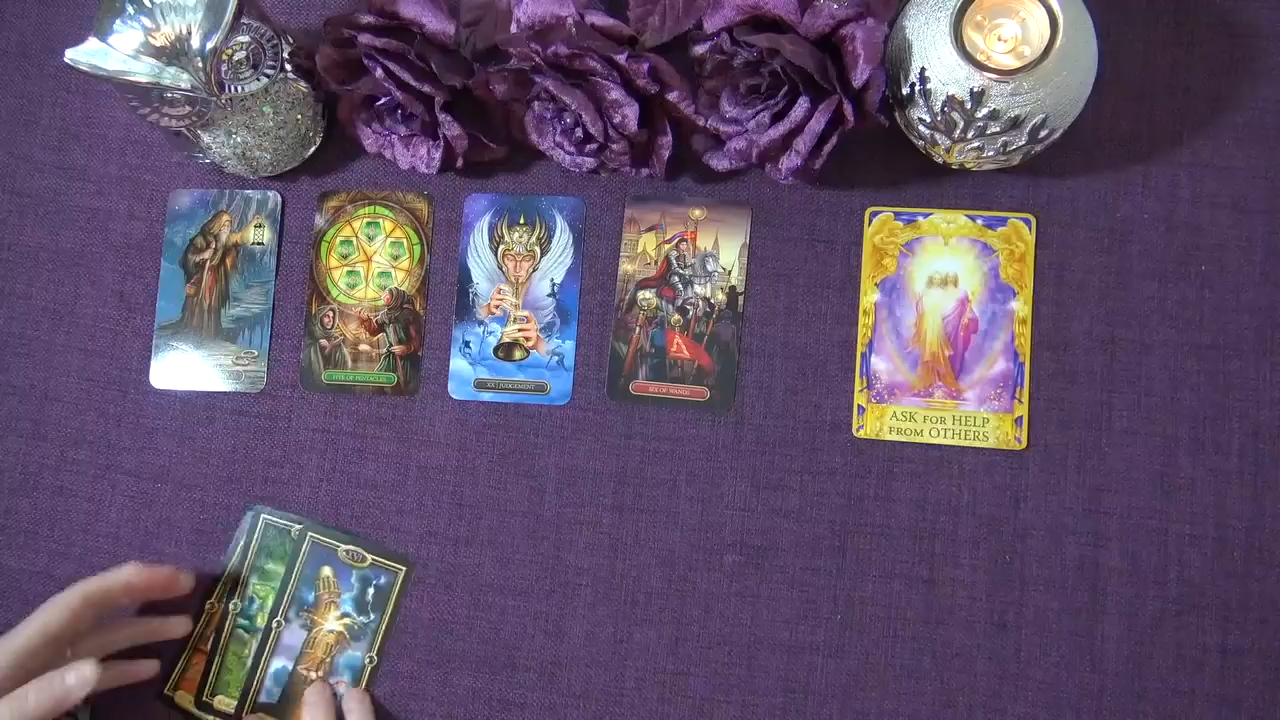 FIVE OF PENTACLES
XX | JUDGEMENT
SIX OF WANDS
ASK FOR HELP
FROM OTHERS
XVI